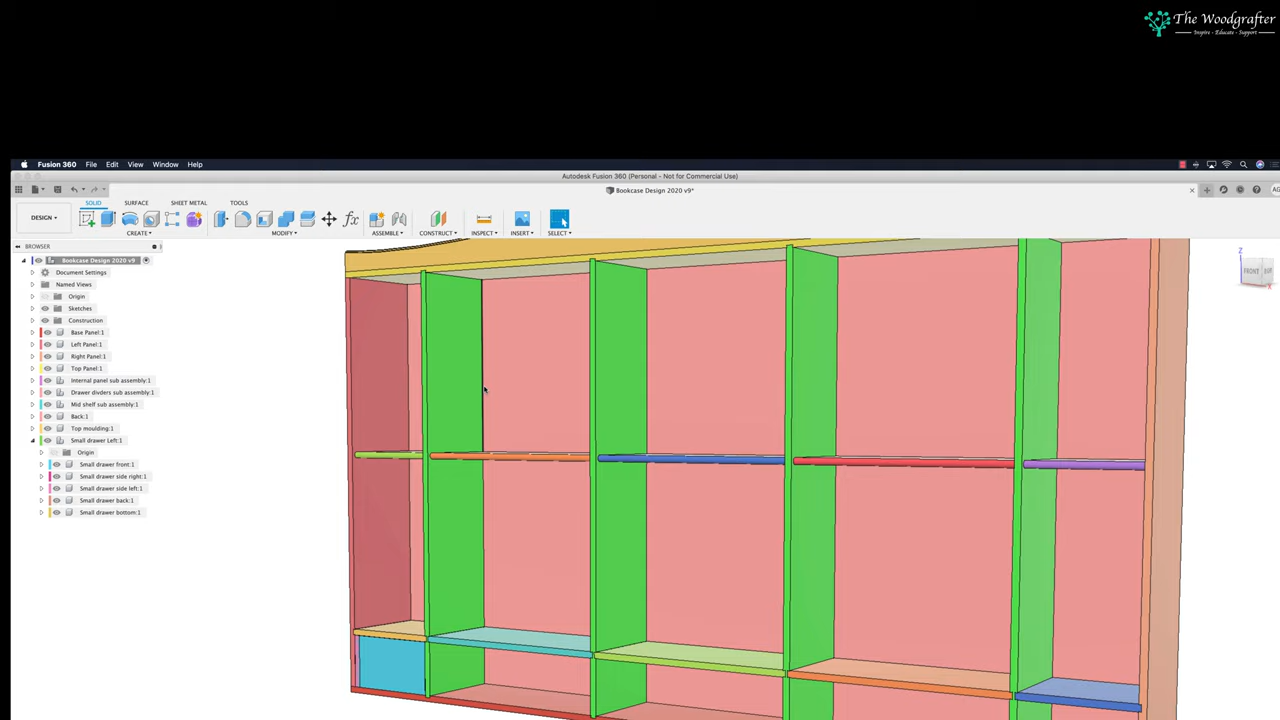 The Woodgrafter
Inspire - Educate - Support
Fusion 360 File Edit View Window Help
Autodesk Fusion 360 (Personal - Not for Commercial Use)
Bookcase Design 2020 v9*
SOLID SURFACE SHEET METAL TOOLS
DESIGN
CREATE MODIFY ASSEMBLE CONSTRUCT INSPECT INSERT SELECT
BROWSER
Bookcase Design 2020 v9
Document Settings
Named Views
Origin
Sketches
Construction
Base Panel:1
Left Panel:1
Right Panel:1
Top Panel:1
Internal panel sub assembly:1
Drawer dividers sub assembly:1
Mid shelf sub assembly:1
Back:1
Top moulding:1
Small drawer Left:1
Origin
Small drawer front:1
Small drawer side right:1
Small drawer side left:1
Small drawer back:1
Small drawer bottom:1
Z
FRONT
X
AG